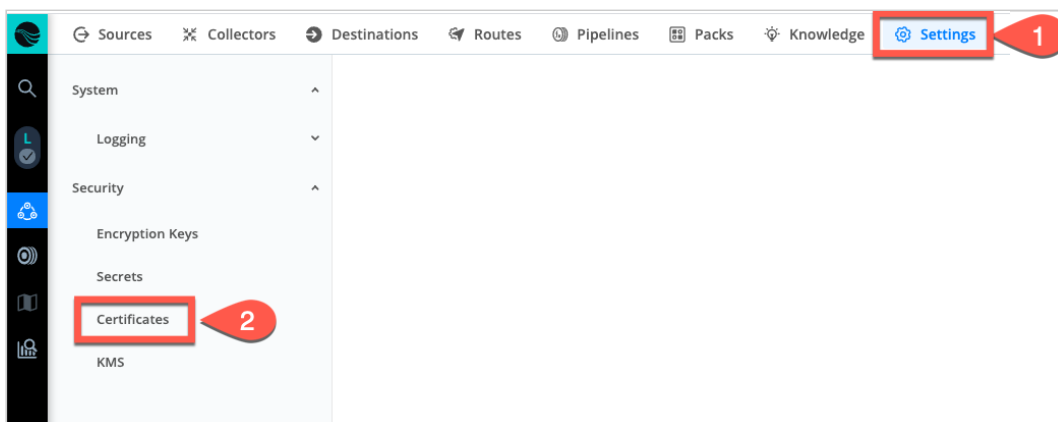 Sources Collectors Destinations Routes Pipelines Packs Knowledge Settings 1
System
L
Logging
Security
Encryption Keys
Secrets
Certificates 2
KMS